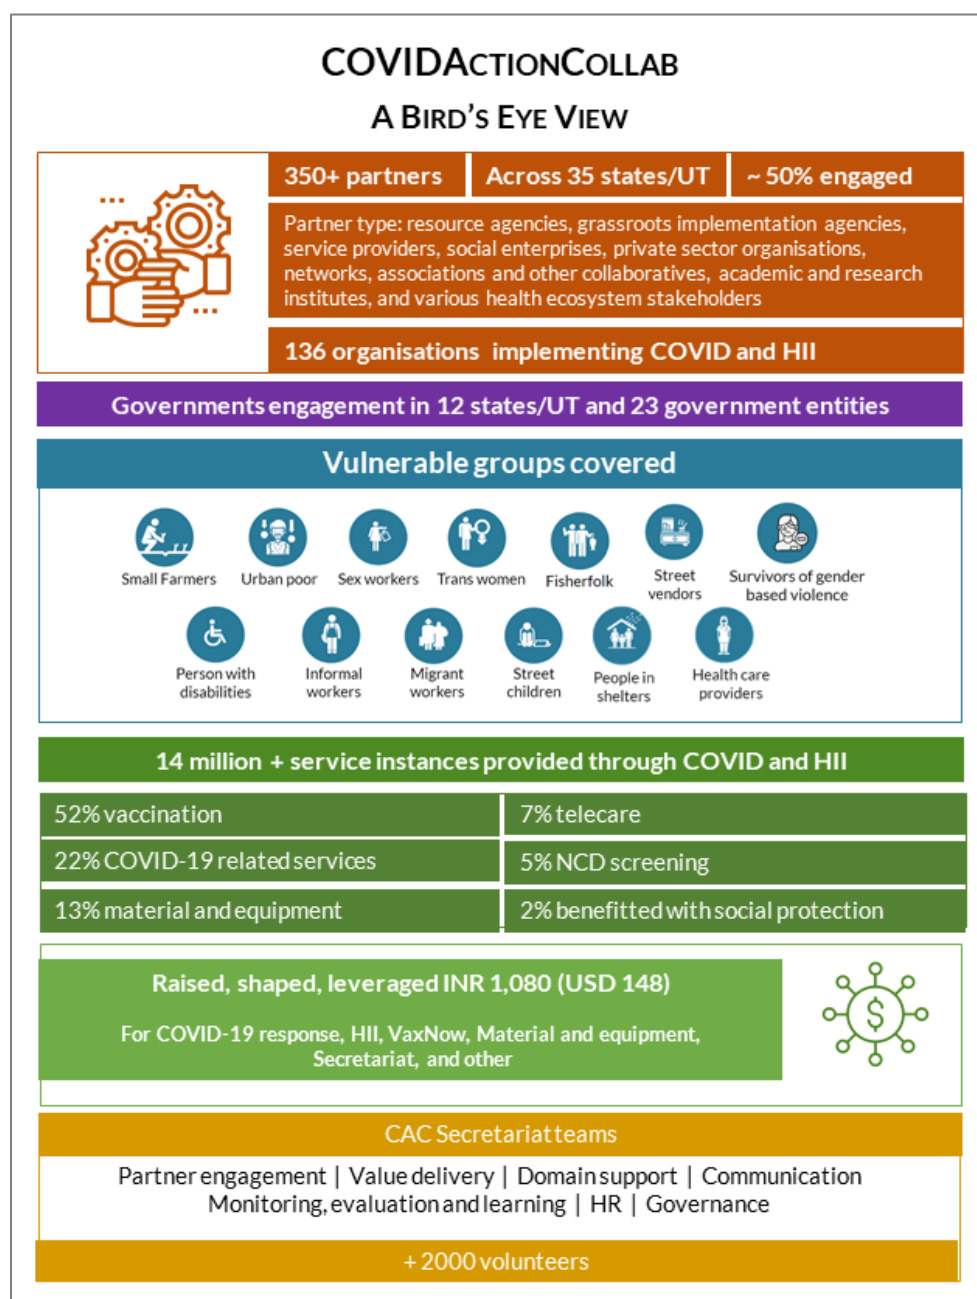 COVIDACTIONCOLLAB
A BIRD'S EYE VIEW
350+ partners
Across 35 states/UT
~ 50% engaged
Partner type: resource agencies, grassroots implementation agencies,
service providers, social enterprises, private sector organisations,
networks, associations and other collaboratives, academic and research
institutes, and various health ecosystem stakeholders
136 organisations implementing COVID and HII
Governments engagement in 12 states/UT and 23 government entities
Vulnerable groups covered
Small Farmers
Urban poor
Sex workers
Trans women
Fisherfolk
Street
vendors
Survivors of gender
based violence
Person with
disabilities
Informal
workers
Migrant
workers
Street
children
People in
shelters
Health care
providers
14 million + service instances provided through COVID and HII
52% vaccination
7% telecare
22% COVID-19 related services
5% NCD screening
13% material and equipment
2% benefitted with social protection
Raised, shaped, leveraged INR 1,080 (USD 148)
For COVID-19 response, HII, VaxNow, Material and equipment,
Secretariat, and other
$
CAC Secretariat teams
Partner engagement | Value delivery | Domain support | Communication
Monitoring, evaluation and learning | HR | Governance
+ 2000 volunteers